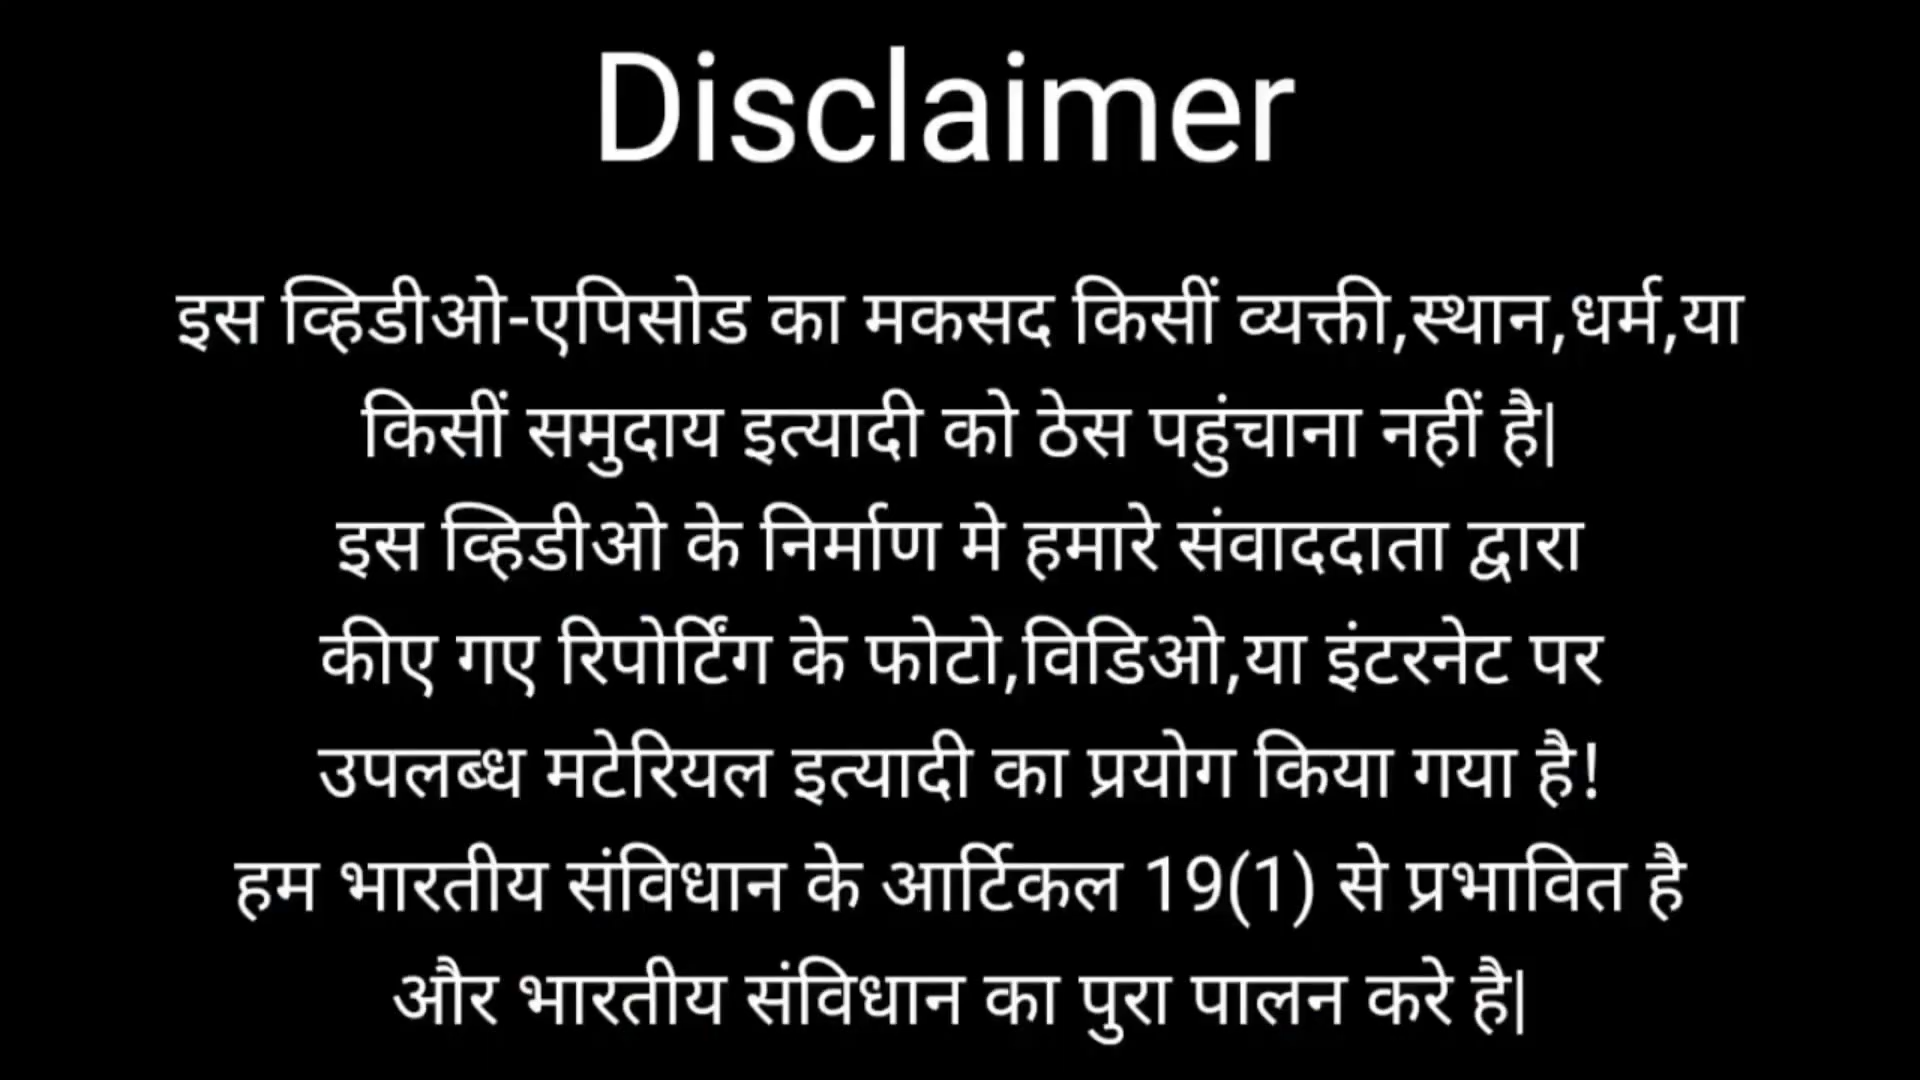 Disclaimer
इस व्हिडीओ-एपिसोड का मकसद किसीं व्यक्ती,स्थान,धर्म,या
किसीं समुदाय इत्यादी को ठेस पहुंचाना नहीं है|
इस व्हिडीओ के निर्माण मे हमारे संवाददाता द्वारा
कीए गए रिपोर्टिंग के फोटो,विडिओ,या इंटरनेट पर
उपलब्ध मटेरियल इत्यादी का प्रयोग किया गया है!
हम भारतीय संविधान के आर्टिकल 19(1) से प्रभावित है
और भारतीय संविधान का पुरा पालन करे है|